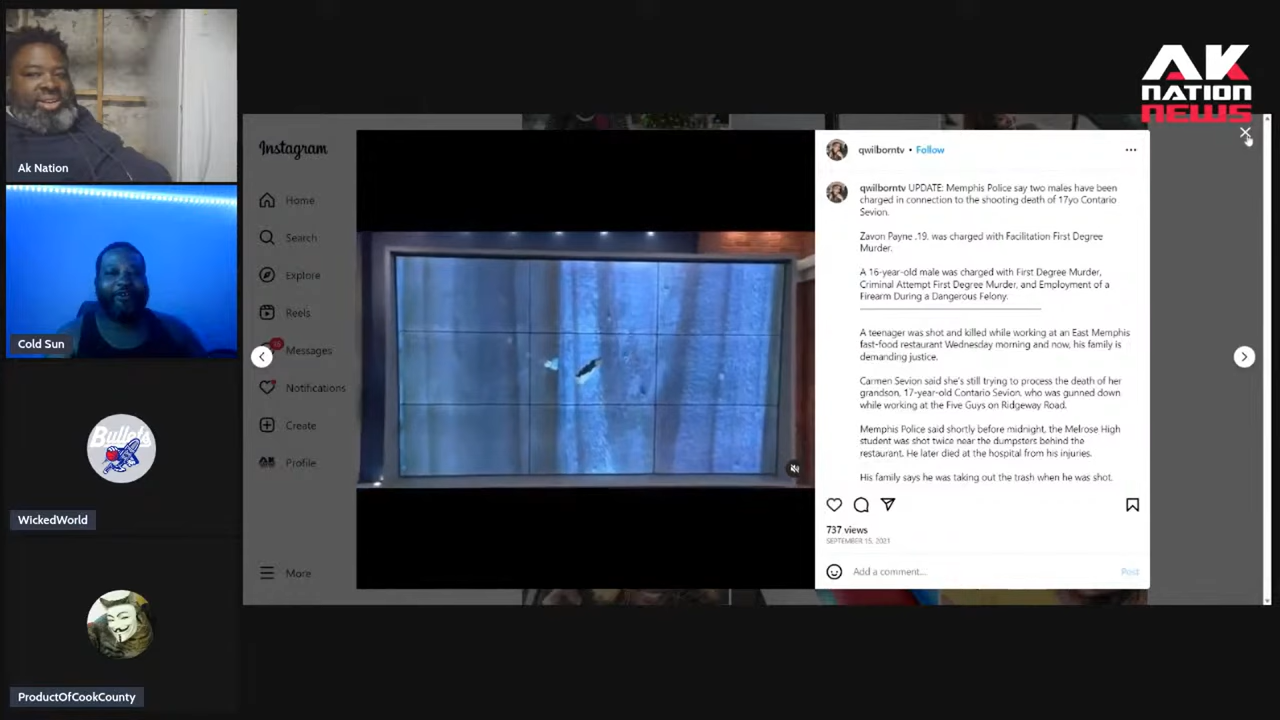 AK
NATION
NEWS
Ak Nation
Cold Sun
Bullets
WickedWorld
ProductOfCookCounty
Instagram
Home
Search
Explore
Reels
Messages
Notifications
Create
Profile
More
qwilborntv • Follow
qwilborntv UPDATE: Memphis Police say two males have been
charged in connection to the shooting death of 17yo Contario
Sevion.
Zavon Payne ,19, was charged with Facilitation First Degree
Murder.
A 16-year-old male was charged with First Degree Murder,
Criminal Attempt First Degree Murder, and Employment of a
Firearm During a Dangerous Felony.
A teenager was shot and killed while working at an East Memphis
fast-food restaurant Wednesday morning and now, his family is
demanding justice.
Carmen Sevion said she's still trying to process the death of her
grandson, 17-year-old Contario Sevion, who was gunned down
while working at the Five Guys on Ridgeway Road.
Memphis Police said shortly before midnight, the Melrose High
student was shot twice near the dumpsters behind the
restaurant. He later died at the hospital from his injuries.
His family says he was taking out the trash when he was shot.
737 views
SEPTEMBER 15, 2021
Add a comment...
Post